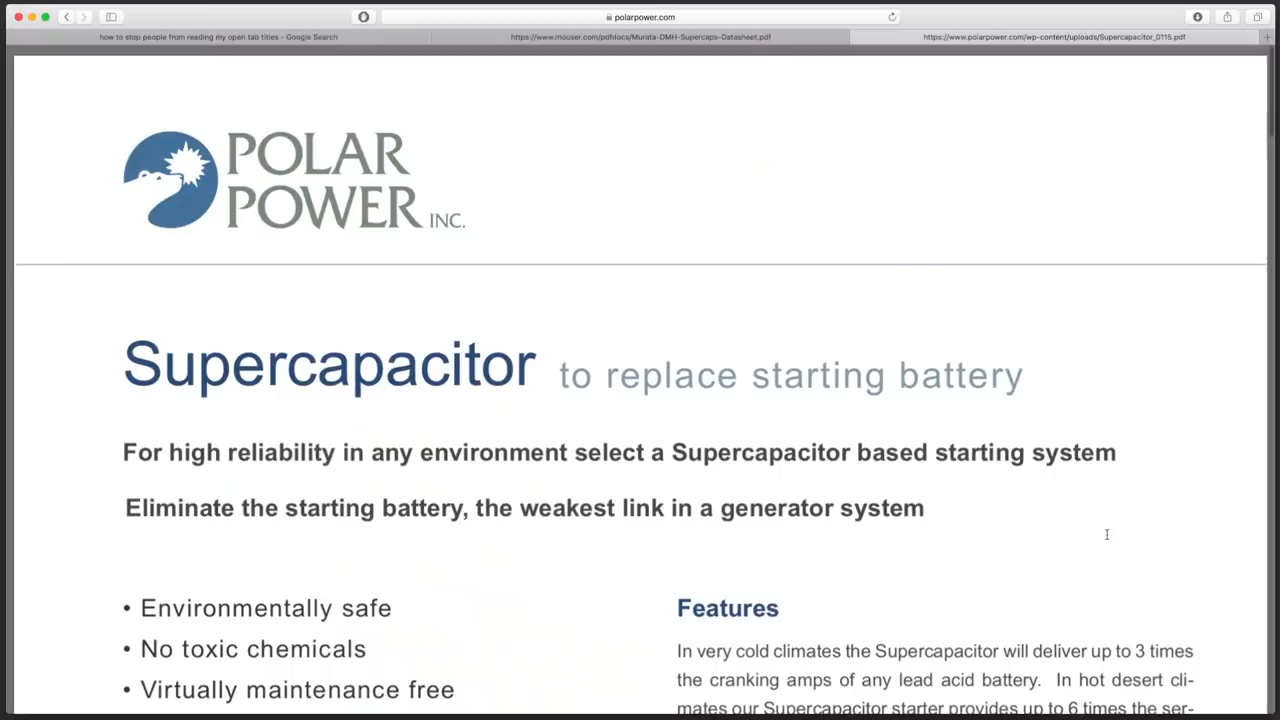 polarpower.com
how to stop people from reading my open tab titles - Google Search
https://www.mouser.com/pdfdocs/Murata-DMH-Supercaps-Datasheet.pdf
https://www.polarpower.com/wp-content/uploads/Supercapacitor_0115.pdf
POLAR
POWER INC.
Supercapacitor to replace starting battery
For high reliability in any environment select a Supercapacitor based starting system
Eliminate the starting battery, the weakest link in a generator system
• Environmentally safe
• No toxic chemicals
• Virtually maintenance free
Features
In very cold climates the Supercapacitor will deliver up to 3 times
the cranking amps of any lead acid battery. In hot desert cli-
mates our Supercapacitor starter provides up to 6 times the ser-